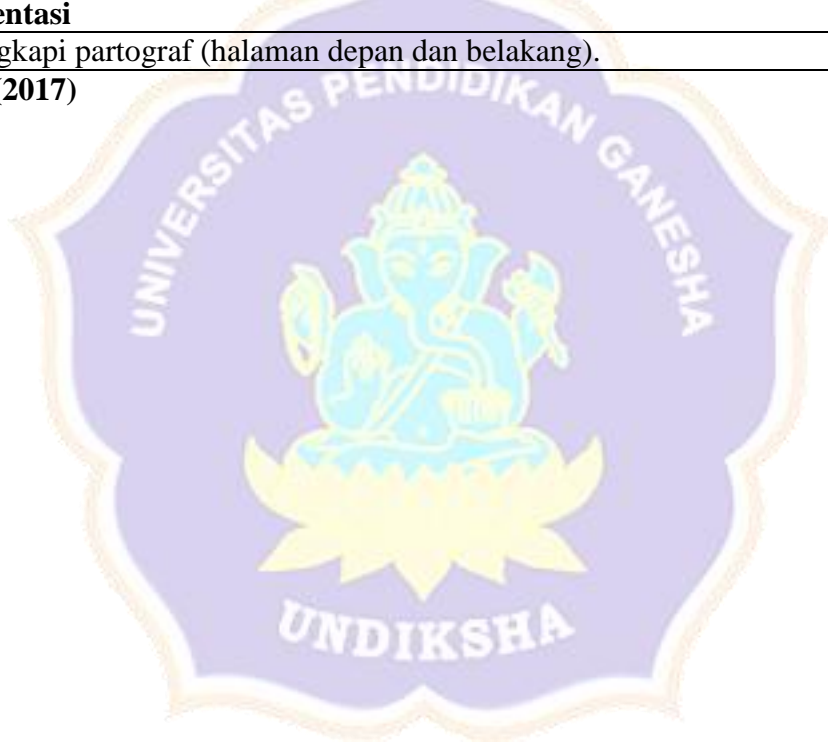 entasi
gkapi partograf (halaman depan dan belakang).
(2017)
UNIVERSITAS PENDIDIKAN GANESHA
UNDIKSHA